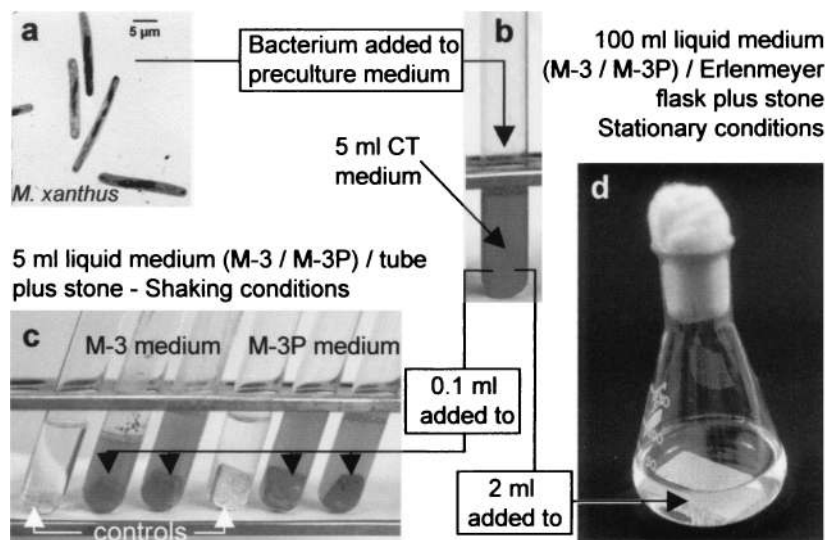 a
5 µm
M. xanthus
Bacterium added to
preculture medium
b
5 ml CT
medium
100 ml liquid medium
(M-3 / M-3P) / Erlenmeyer
flask plus stone
Stationary conditions
d
5 ml liquid medium (M-3 / M-3P) / tube
plus stone - Shaking conditions
c
M-3 medium
M-3P medium
controls
0.1 ml
added to
2 ml
added to